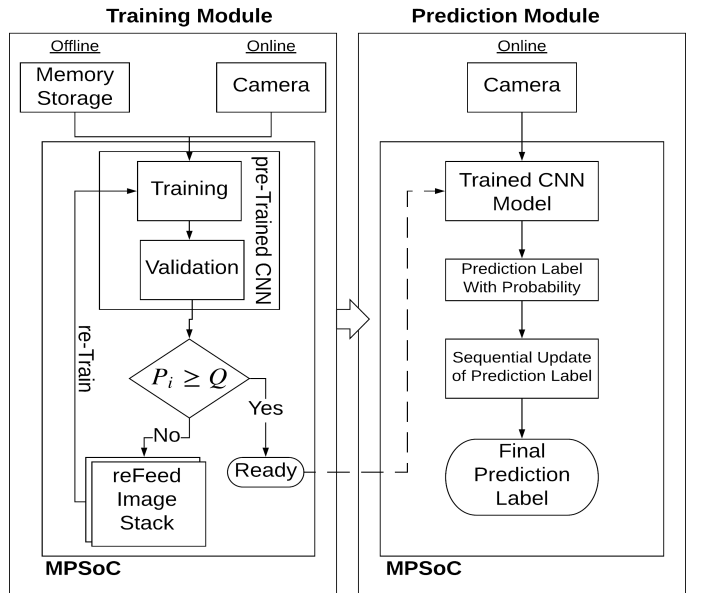 Training Module
Offline
Online
Memory
Storage
Camera
Training
Validation
pre-Trained CNN
re-Train
P_i ≥ Q
Yes
No
Ready
reFeed
Image
Stack
MPSoC
Prediction Module
Online
Camera
Trained CNN
Model
Prediction Label
With Probability
Sequential Update
of Prediction Label
Final
Prediction
Label
MPSoC